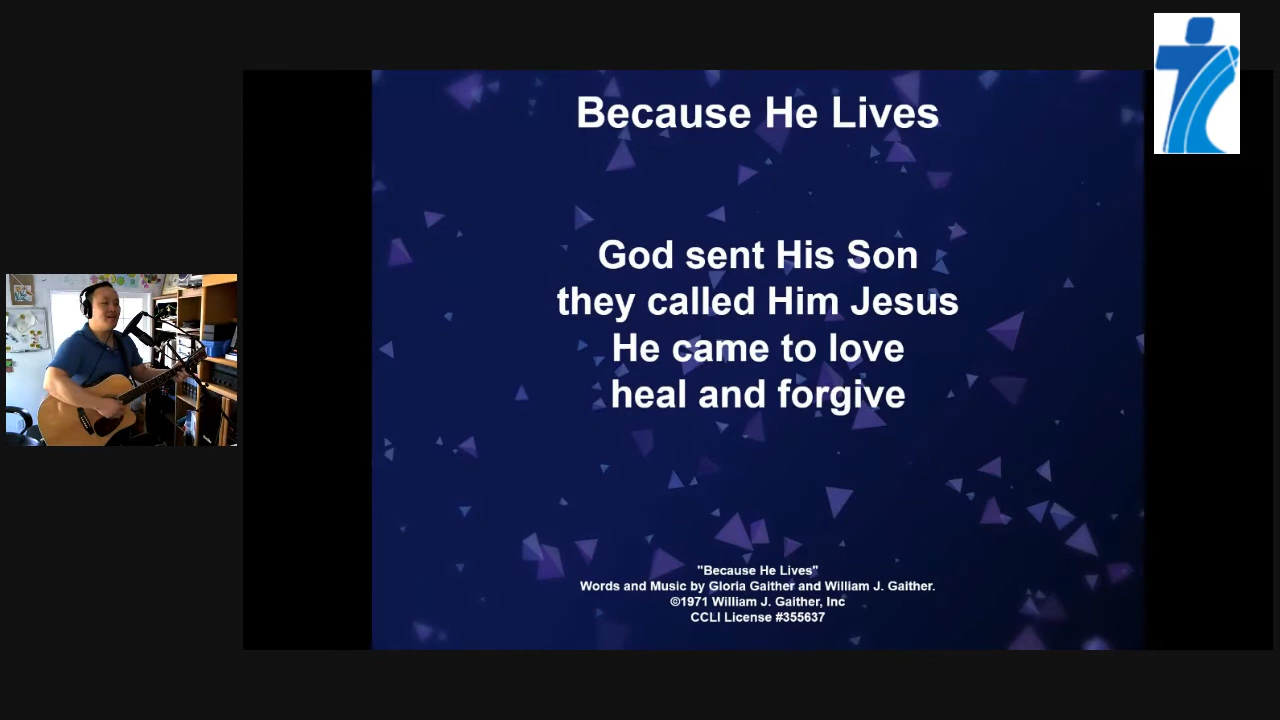 Because He Lives
God sent His Son
they called Him Jesus
He came to love
heal and forgive
"Because He Lives"
Words and Music by Gloria Gaither and William J. Gaither.
©1971 William J. Gaither, Inc
CCLI License #355637